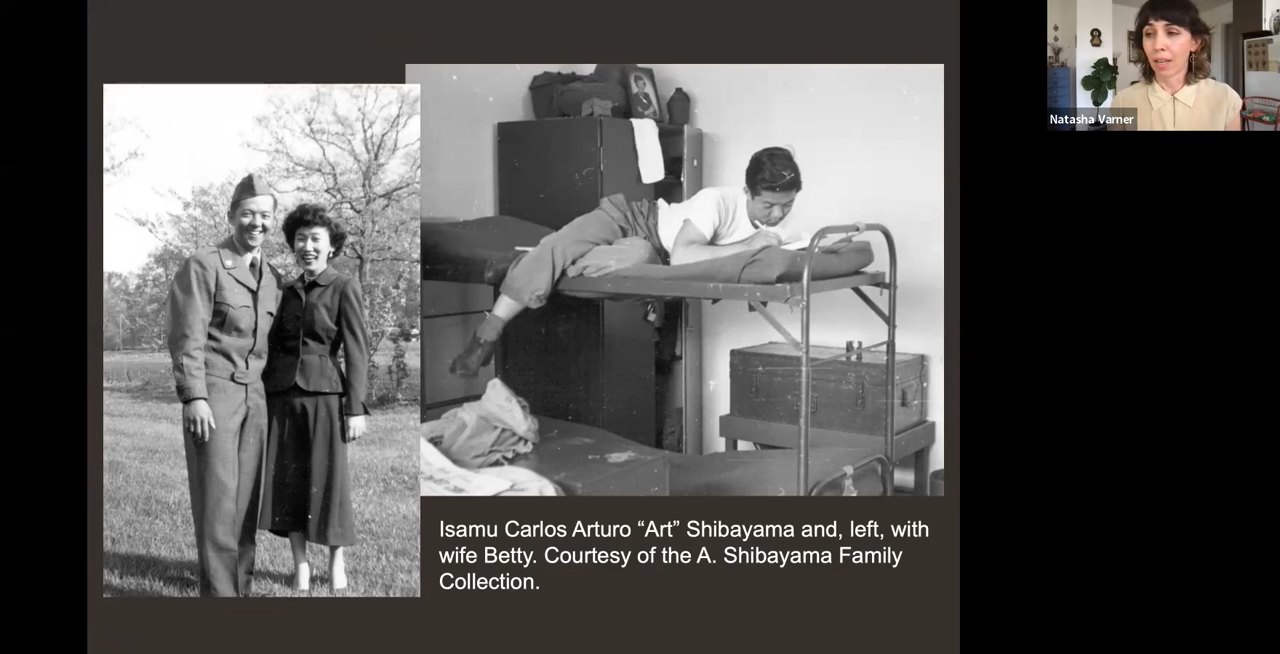 Natasha Varner
Isamu Carlos Arturo “Art” Shibayama and, left, with
wife Betty. Courtesy of the A. Shibayama Family
Collection.